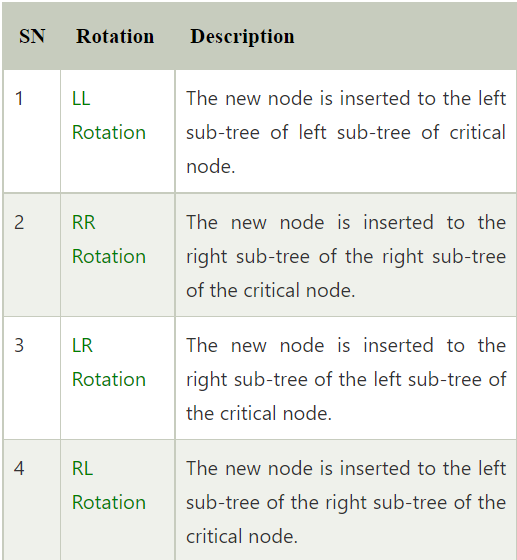 SN Rotation Description
1 LL Rotation The new node is inserted to the left
sub-tree of left sub-tree of critical
node.
2 RR Rotation The new node is inserted to the
right sub-tree of the right sub-tree
of the critical node.
3 LR Rotation The new node is inserted to the
right sub-tree of the left sub-tree of
the critical node.
4 RL Rotation The new node is inserted to the left
sub-tree of the right sub-tree of the
critical node.